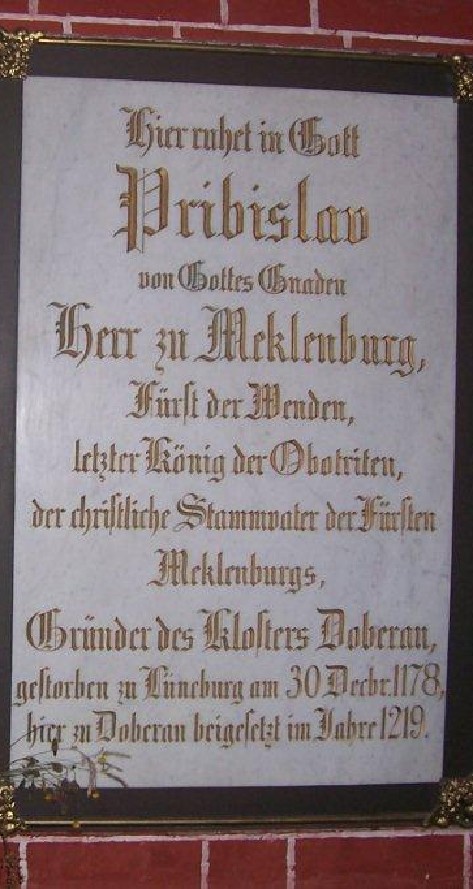 Hier ruhet in Gott
Pribislav
von Gottes Gnaden
Herr zu Meklenburg,
Fürst der Wenden,
letzter König der Obotriten,
der christliche Stammvater der Fürsten
Meklenburgs,
Gründer des Klosters Doberan,
gestorben zu Lüneburg am 30 Decbr. 1178,
hier zu Doberan beigesetzt im Jahre 1219.